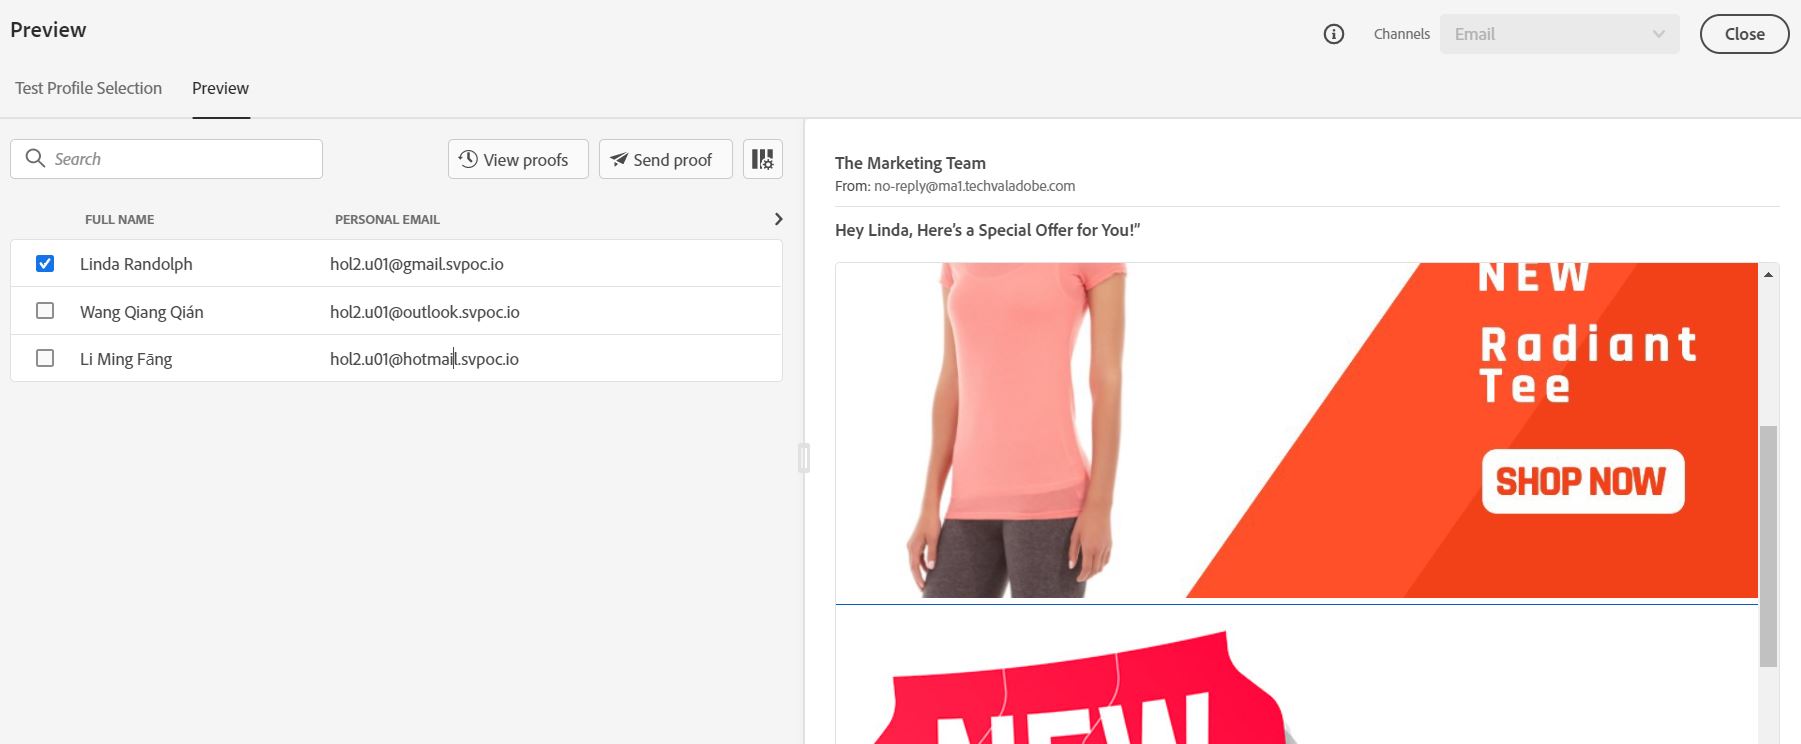 Preview
Channels
Email
Close
Test Profile Selection
Preview
Search
View proofs
Send proof
FULL NAME
PERSONAL EMAIL
Linda Randolph
hol2.u01@gmail.svpoc.io
Wang Qiang Qián
hol2.u01@outlook.svpoc.io
Li Ming Fāng
hol2.u01@hotmail.svpoc.io
The Marketing Team
From: no-reply@ma1.techvaladobe.com
Hey Linda, Here's a Special Offer for You!"
NEW
Radiant
Tee
SHOP NOW
NEW